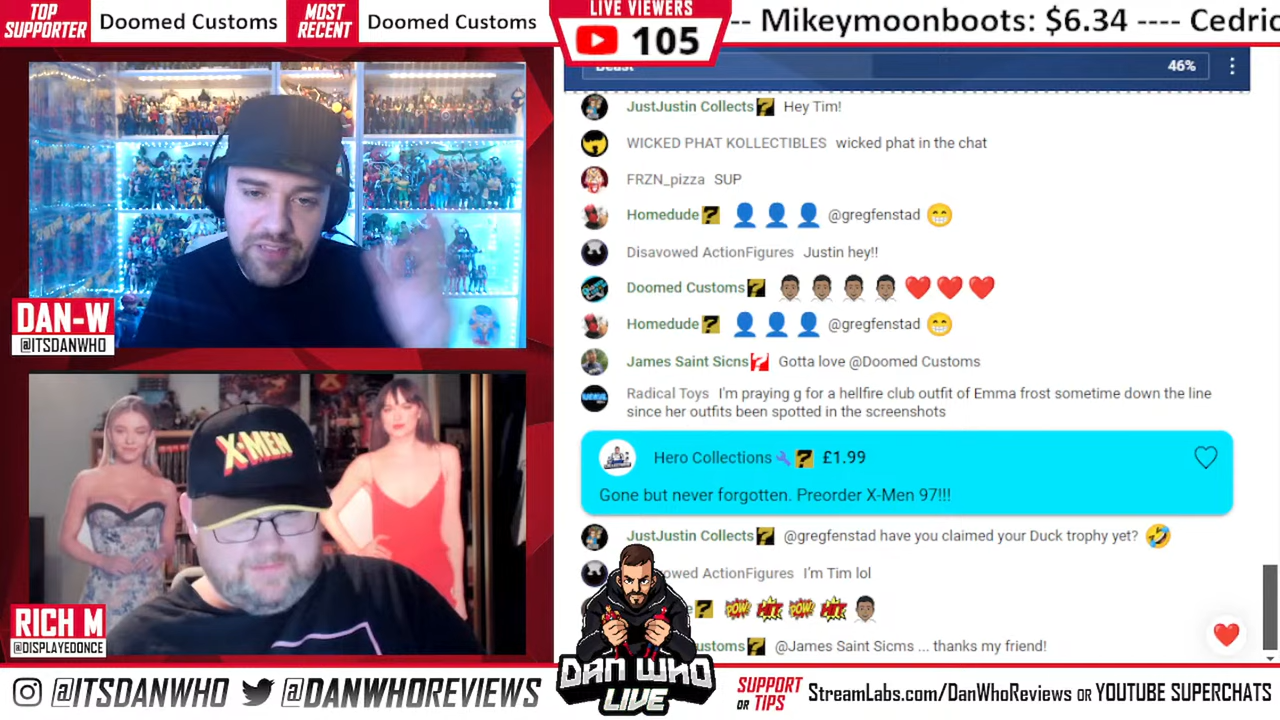 TOP
SUPPORTER
Doomed Customs
MOST
RECENT
Doomed Customs
LIVE VIEWERS
105
-- Mikeymoonboots: $6.34 ---- Cedric
Beast
46%
JustJustin Collects Hey Tim!
WICKED PHAT KOLLECTIBLES wicked phat in the chat
FRZN_pizza SUP
Homedude @gregfenstad
Disavowed ActionFigures Justin hey!!
Doomed Customs
Homedude @gregfenstad
James Saint Sicns Gotta love @Doomed Customs
Radical Toys I'm praying g for a hellfire club outfit of Emma frost sometime down the line
since her outfits been spotted in the screenshots
Hero Collections £1.99
Gone but never forgotten. Preorder X-Men 97!!!
JustJustin Collects @gregfenstad have you claimed your Duck trophy yet?
owed ActionFigures I'm Tim lol
POW! HIT POW! HIT
ustoms @James Saint Sicms ... thanks my friend!
DAN-W
@ITSDANWHO
X-MEN
RICH M
@DISPLAYEDONCE
DAN WHO
LIVE
@ITSDANWHO
@DANWHOREVIEWS
SUPPORT
OR TIPS
StreamLabs.com/DanWhoReviews OR YOUTUBE SUPERCHATS